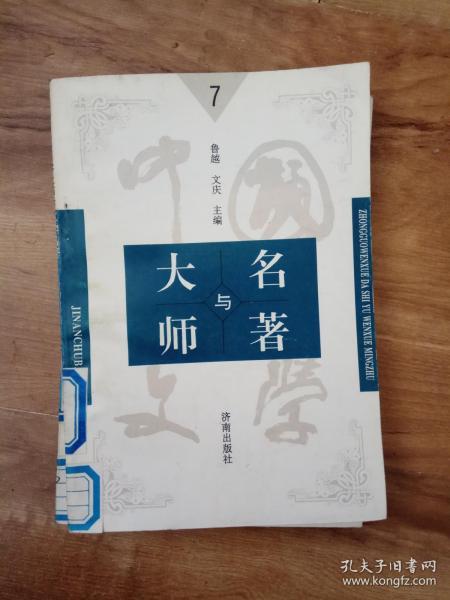 7
鲁越 文庆 主编
中国文学
大师
与
名著
ZHONGGUOWENXUE DA SHI YU WENXUE MINGZHU
JINANCHUB
济南出版社
孔夫子旧书网
www.kongfz.com